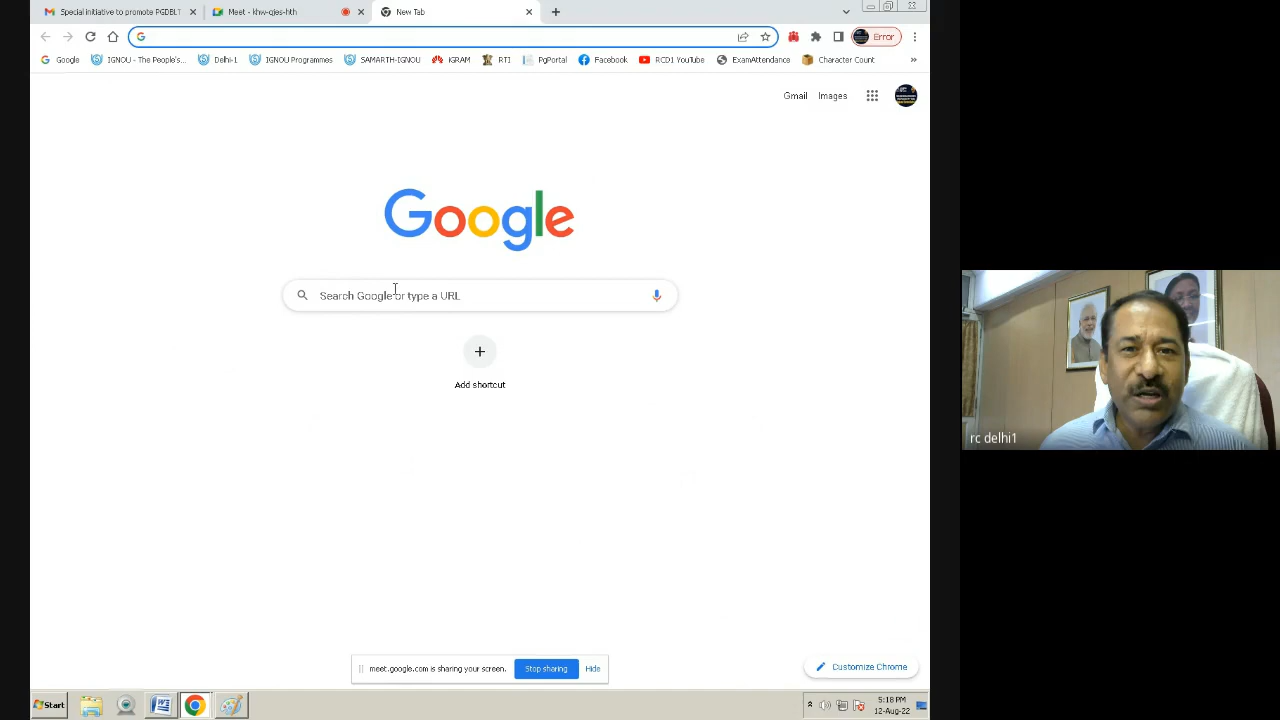 Special initiative to promote PGDBLT
Meet - khw-qjes-hth
New Tab
Error
Google
IGNOU - The People's...
Delhi-1
IGNOU Programmes
SAMARTH-IGNOU
iGRAM
RTI
PgPortal
Facebook
RCD1 YouTube
ExamAttendance
Character Count
»
Gmail
Images
Google
Search Google or type a URL
Add shortcut
rc delhi1
meet.google.com is sharing your screen.
Stop sharing
Hide
Customize Chrome
Start
5:18 PM
12-Aug-22